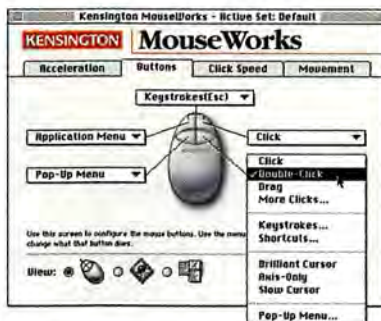 Kensington MouseWorks - Active Set: Default
KENSINGTON MouseWorks
Acceleration Buttons Click Speed Movement
Keystrokes(Esc)
Application Menu
Click
Pop-Up Menu
Click
✓Double-Click
Drag
More Clicks...
Keystrokes...
Shortcuts...
Brilliant Cursor
Axis-Only
Slow Cursor
Pop-Up Menu...
Use this screen to configure the mouse buttons. Use the menu
change what that button does.
View: